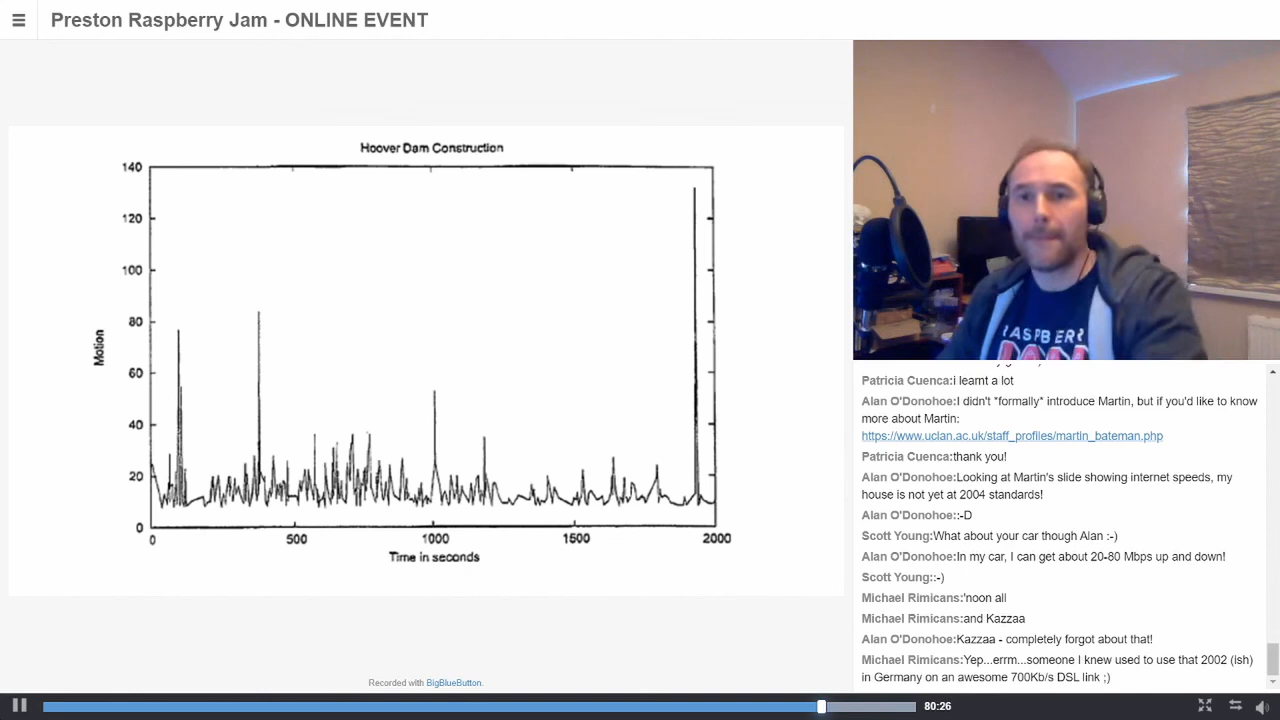 Preston Raspberry Jam - ONLINE EVENT
Hoover Dam Construction
140
120
100
80
60
40
20
0
Motion
0 500 1000 1500 2000
Time in seconds
RASPBERR
Patricia Cuenca:i learnt a lot
Alan O'Donohoe:I didn't *formally* introduce Martin, but if you'd like to know
more about Martin:
https://www.uclan.ac.uk/staff_profiles/martin_bateman.php
Patricia Cuenca:thank you!
Alan O'Donohoe:Looking at Martin's slide showing internet speeds, my
house is not yet at 2004 standards!
Alan O'Donohoe::-D
Scott Young:What about your car though Alan :-)
Alan O'Donohoe:In my car, I can get about 20-80 Mbps up and down!
Scott Young::-)
Michael Rimicans:'noon all
Michael Rimicans:and Kazzaa
Alan O'Donohoe:Kazzaa - completely forgot about that!
Michael Rimicans:Yep...errm...someone I knew used to use that 2002 (ish)
in Germany on an awesome 700Kb/s DSL link ;)
Recorded with BigBlueButton.
80:26